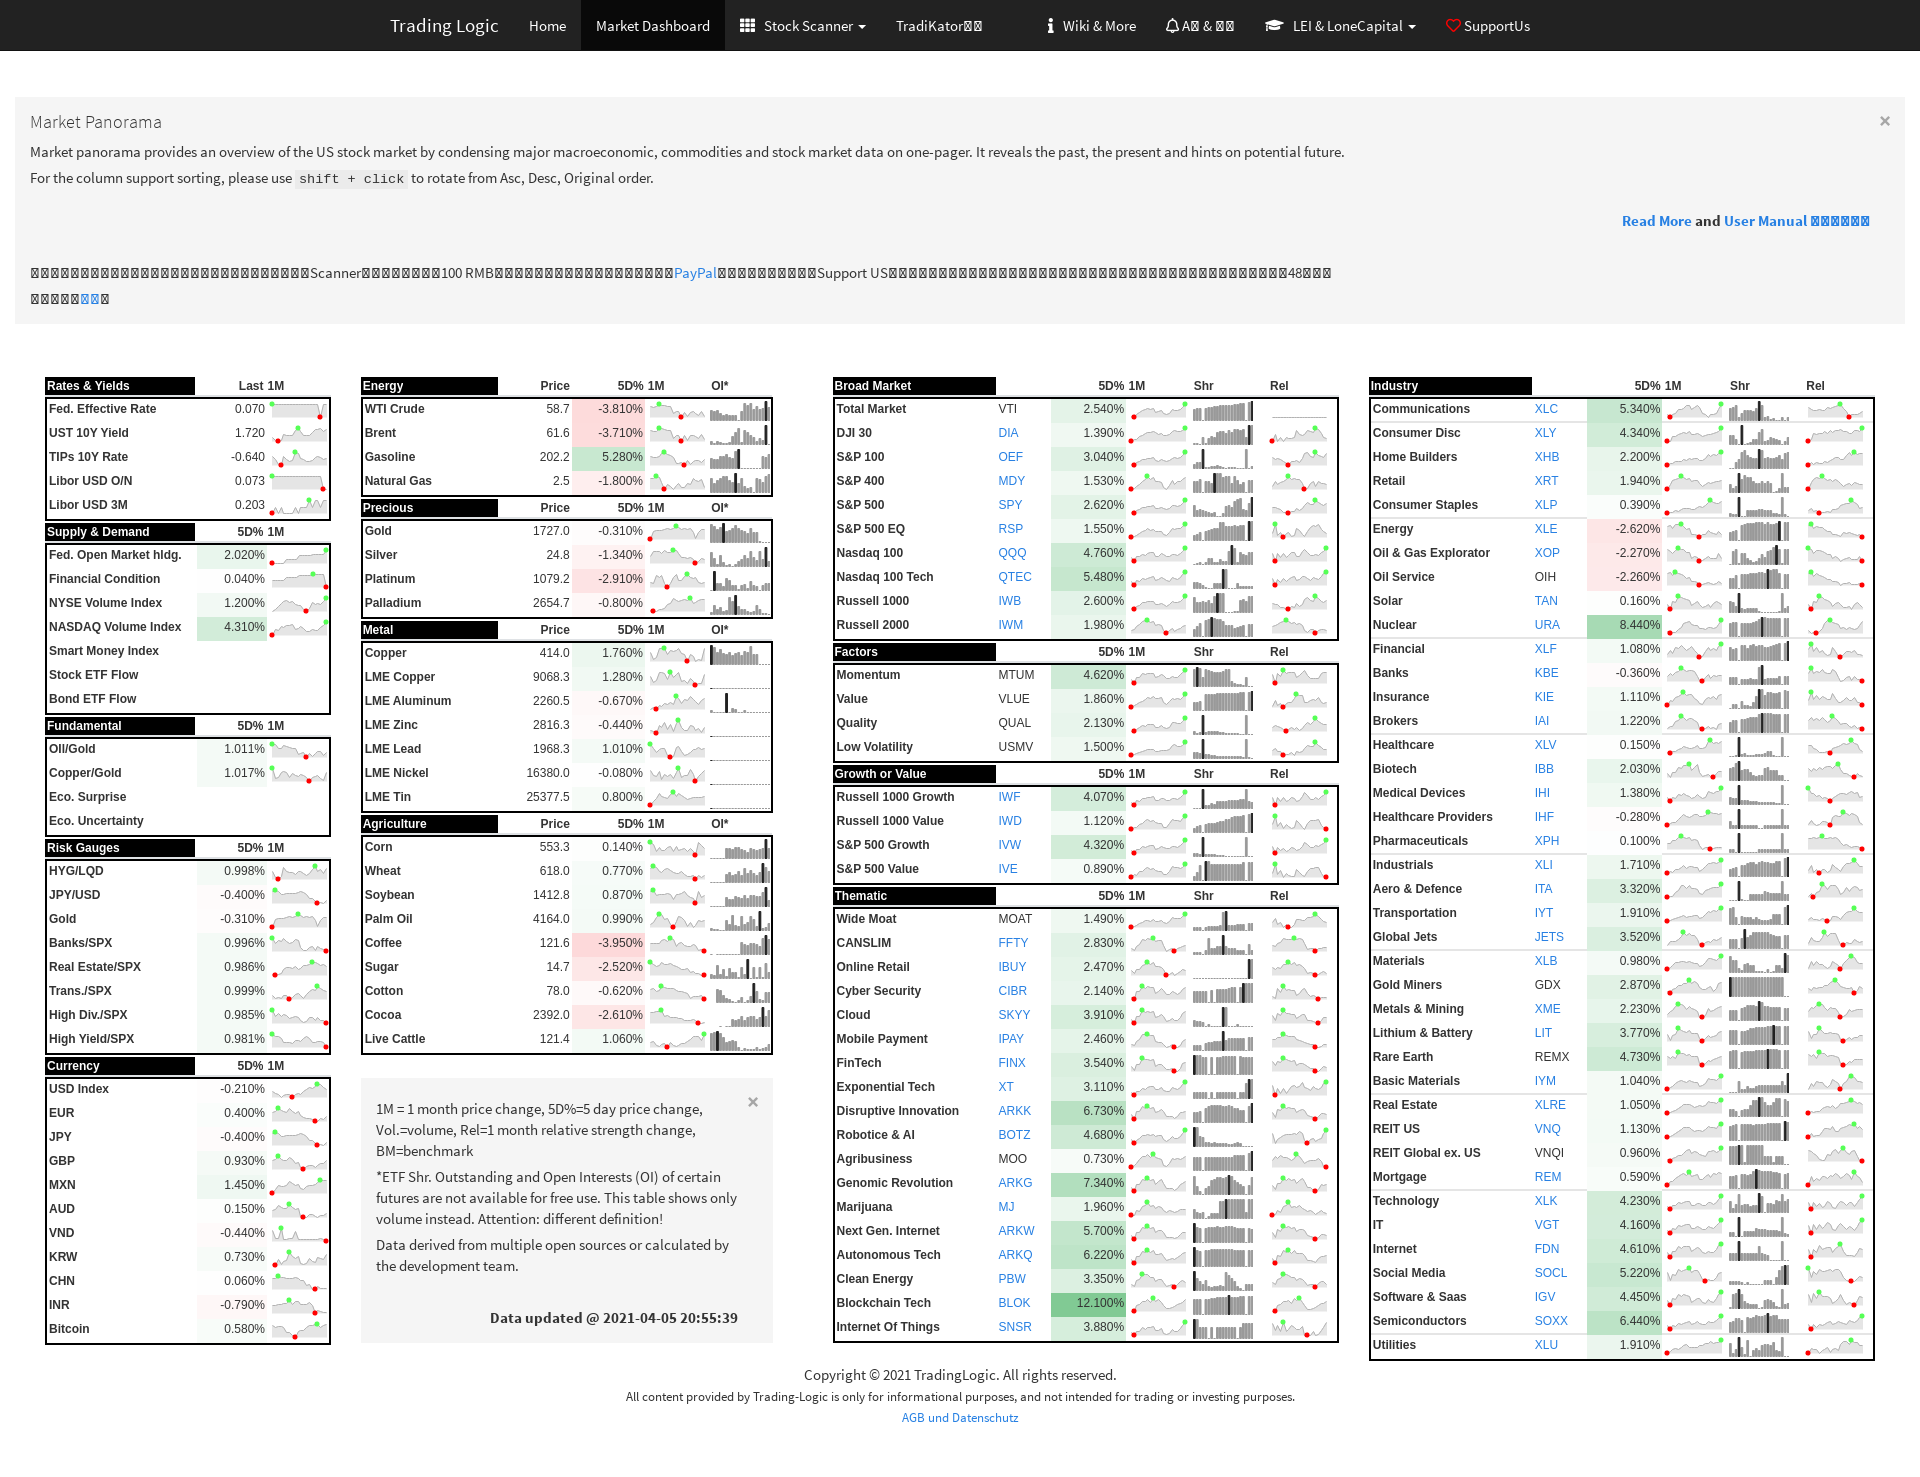 Trading Logic Home Market Dashboard Stock Scanner TradiKator Wiki & More A & LEI & LoneCapital SupportUs
Market Panorama ×
Market panorama provides an overview of the US stock market by condensing major macroeconomic, commodities and stock market data on one-pager. It reveals the past, the present and hints on potential future.
For the column support sorting, please use shift + click to rotate from Asc, Desc, Original order.
Read More and User Manual
Scanner 100 RMB PayPal Support US 48
Rates & Yields Last 1M
Fed. Effective Rate 0.070
UST 10Y Yield 1.720
TIPs 10Y Rate -0.640
Libor USD O/N 0.073
Libor USD 3M 0.203
Supply & Demand 5D% 1M
Fed. Open Market hldg. 2.020%
Financial Condition 0.040%
NYSE Volume Index 1.200%
NASDAQ Volume Index 4.310%
Smart Money Index
Stock ETF Flow
Bond ETF Flow
Fundamental 5D% 1M
OIl/Gold 1.011%
Copper/Gold 1.017%
Eco. Surprise
Eco. Uncertainty
Risk Gauges 5D% 1M
HYG/LQD 0.998%
JPY/USD -0.400%
Gold -0.310%
Banks/SPX 0.996%
Real Estate/SPX 0.986%
Trans./SPX 0.999%
High Div./SPX 0.985%
High Yield/SPX 0.981%
Currency 5D% 1M
USD Index -0.210%
EUR 0.400%
JPY -0.400%
GBP 0.930%
MXN 1.450%
AUD 0.150%
VND -0.440%
KRW 0.730%
CHN 0.060%
INR -0.790%
Bitcoin 0.580%
Energy Price 5D% 1M OI*
WTI Crude 58.7 -3.810%
Brent 61.6 -3.710%
Gasoline 202.2 5.280%
Natural Gas 2.5 -1.800%
Precious Price 5D% 1M OI*
Gold 1727.0 -0.310%
Silver 24.8 -1.340%
Platinum 1079.2 -2.910%
Palladium 2654.7 -0.800%
Metal Price 5D% 1M OI*
Copper 414.0 1.760%
LME Copper 9068.3 1.280%
LME Aluminum 2260.5 -0.670%
LME Zinc 2816.3 -0.440%
LME Lead 1968.3 1.010%
LME Nickel 16380.0 -0.080%
LME Tin 25377.5 0.800%
Agriculture Price 5D% 1M OI*
Corn 553.3 0.140%
Wheat 618.0 0.770%
Soybean 1412.8 0.870%
Palm Oil 4164.0 0.990%
Coffee 121.6 -3.950%
Sugar 14.7 -2.520%
Cotton 78.0 -0.620%
Cocoa 2392.0 -2.610%
Live Cattle 121.4 1.060%
×
1M = 1 month price change, 5D%=5 day price change,
Vol.=volume, Rel=1 month relative strength change,
BM=benchmark
*ETF Shr. Outstanding and Open Interests (OI) of certain
futures are not available for free use. This table shows only
volume instead. Attention: different definition!
Data derived from multiple open sources or calculated by
the development team.
Data updated @ 2021-04-05 20:55:39
Broad Market 5D% 1M Shr Rel
Total Market VTI 2.540%
DJI 30 DIA 1.390%
S&P 100 OEF 3.040%
S&P 400 MDY 1.530%
S&P 500 SPY 2.620%
S&P 500 EQ RSP 1.550%
Nasdaq 100 QQQ 4.760%
Nasdaq 100 Tech QTEC 5.480%
Russell 1000 IWB 2.600%
Russell 2000 IWM 1.980%
Factors 5D% 1M Shr Rel
Momentum MTUM 4.620%
Value VLUE 1.860%
Quality QUAL 2.130%
Low Volatility USMV 1.500%
Growth or Value 5D% 1M Shr Rel
Russell 1000 Growth IWF 4.070%
Russell 1000 Value IWD 1.120%
S&P 500 Growth IVW 4.320%
S&P 500 Value IVE 0.890%
Thematic 5D% 1M Shr Rel
Wide Moat MOAT 1.490%
CANSLIM FFTY 2.830%
Online Retail IBUY 2.470%
Cyber Security CIBR 2.140%
Cloud SKYY 3.910%
Mobile Payment IPAY 2.460%
FinTech FINX 3.540%
Exponential Tech XT 3.110%
Disruptive Innovation ARKK 6.730%
Robotice & AI BOTZ 4.680%
Agribusiness MOO 0.730%
Genomic Revolution ARKG 7.340%
Marijuana MJ 1.960%
Next Gen. Internet ARKW 5.700%
Autonomous Tech ARKQ 6.220%
Clean Energy PBW 3.350%
Blockchain Tech BLOK 12.100%
Internet Of Things SNSR 3.880%
Industry 5D% 1M Shr Rel
Communications XLC 5.340%
Consumer Disc XLY 4.340%
Home Builders XHB 2.200%
Retail XRT 1.940%
Consumer Staples XLP 0.390%
Energy XLE -2.620%
Oil & Gas Explorator XOP -2.270%
Oil Service OIH -2.260%
Solar TAN 0.160%
Nuclear URA 8.440%
Financial XLF 1.080%
Banks KBE -0.360%
Insurance KIE 1.110%
Brokers IAI 1.220%
Healthcare XLV 0.150%
Biotech IBB 2.030%
Medical Devices IHI 1.380%
Healthcare Providers IHF -0.280%
Pharmaceuticals XPH 0.100%
Industrials XLI 1.710%
Aero & Defence ITA 3.320%
Transportation IYT 1.910%
Global Jets JETS 3.520%
Materials XLB 0.980%
Gold Miners GDX 2.870%
Metals & Mining XME 2.230%
Lithium & Battery LIT 3.770%
Rare Earth REMX 4.730%
Basic Materials IYM 1.040%
Real Estate XLRE 1.050%
REIT US VNQ 1.130%
REIT Global ex. US VNQI 0.960%
Mortgage REM 0.590%
Technology XLK 4.230%
IT VGT 4.160%
Internet FDN 4.610%
Social Media SOCL 5.220%
Software & Saas IGV 4.450%
Semiconductors SOXX 6.440%
Utilities XLU 1.910%
Copyright © 2021 TradingLogic. All rights reserved.
All content provided by Trading-Logic is only for informational purposes, and not intended for trading or investing purposes.
AGB und Datenschutz